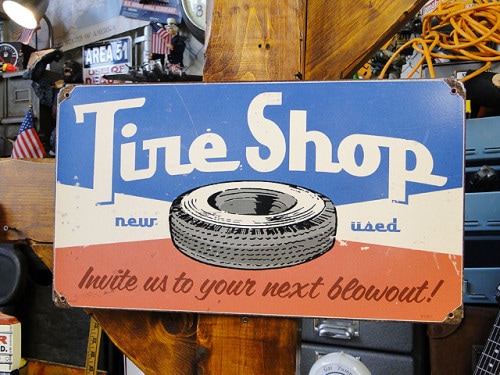 AREA 51
Tire Shop
new used
Invite us to your next blowout!